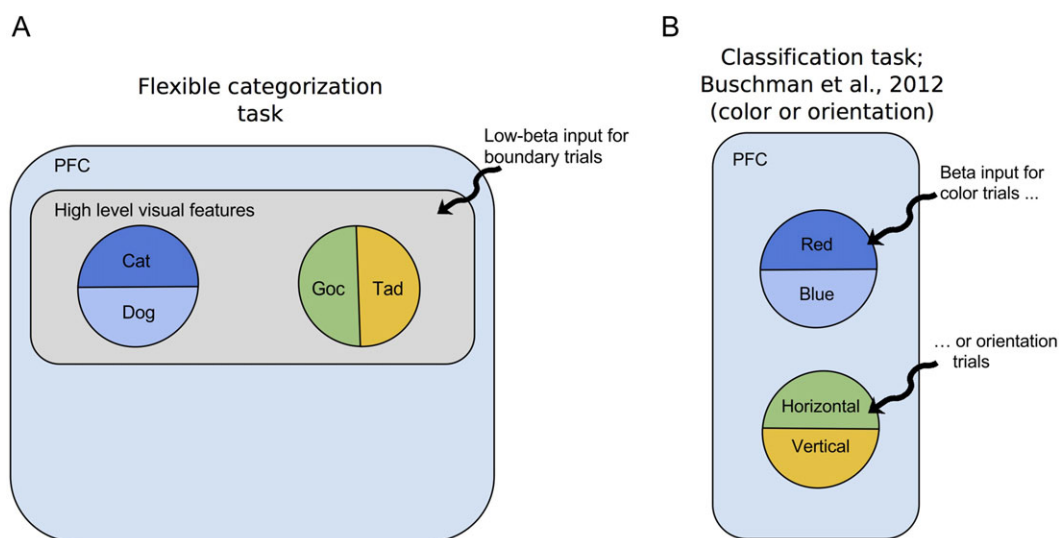 A
Flexible categorization
task
Low-beta input for
boundary trials
PFC
High level visual features
Cat
Dog
Goc
Tad
B
Classification task;
Buschman et al., 2012
(color or orientation)
PFC
Beta input for
color trials ...
Red
Blue
... or orientation
trials
Horizontal
Vertical